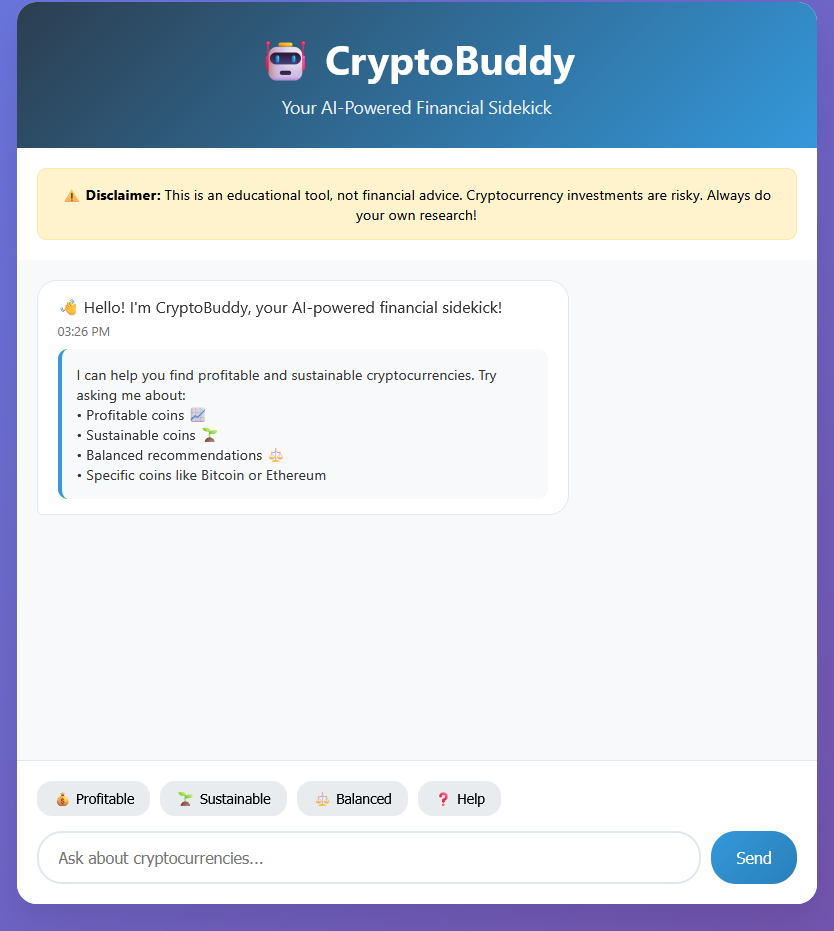 🤖 CryptoBuddy
Your AI-Powered Financial Sidekick
⚠️ Disclaimer: This is an educational tool, not financial advice. Cryptocurrency investments are risky. Always do
your own research!
👋 Hello! I'm CryptoBuddy, your AI-powered financial sidekick!
03:26 PM
I can help you find profitable and sustainable cryptocurrencies. Try
asking me about:
• Profitable coins 📈
• Sustainable coins 🌱
• Balanced recommendations ⚖️
• Specific coins like Bitcoin or Ethereum
💰 Profitable
🌱 Sustainable
⚖️ Balanced
❓ Help
Ask about cryptocurrencies...
Send